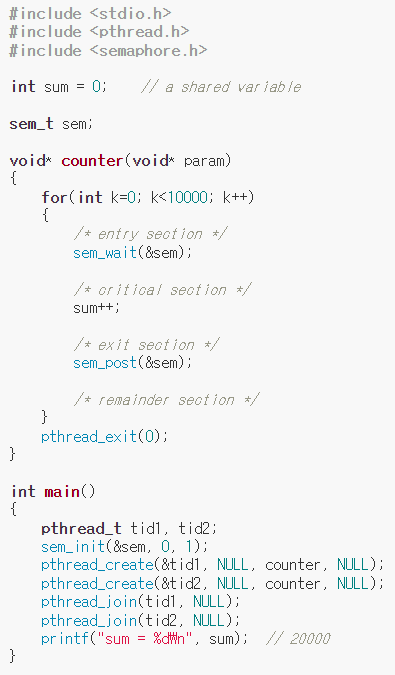 #include <stdio.h>
#include <pthread.h>
#include <semaphore.h>

int sum = 0;    // a shared variable

sem_t sem;

void* counter(void* param)
{
    for(int k=0; k<10000; k++)
    {
        /* entry section */
        sem_wait(&sem);

        /* critical section */
        sum++;

        /* exit section */
        sem_post(&sem);

        /* remainder section */
    }
    pthread_exit(0);
}

int main()
{
    pthread_t tid1, tid2;
    sem_init(&sem, 0, 1);
    pthread_create(&tid1, NULL, counter, NULL);
    pthread_create(&tid2, NULL, counter, NULL);
    pthread_join(tid1, NULL);
    pthread_join(tid2, NULL);
    printf("sum = %d₩n", sum);  // 20000
}